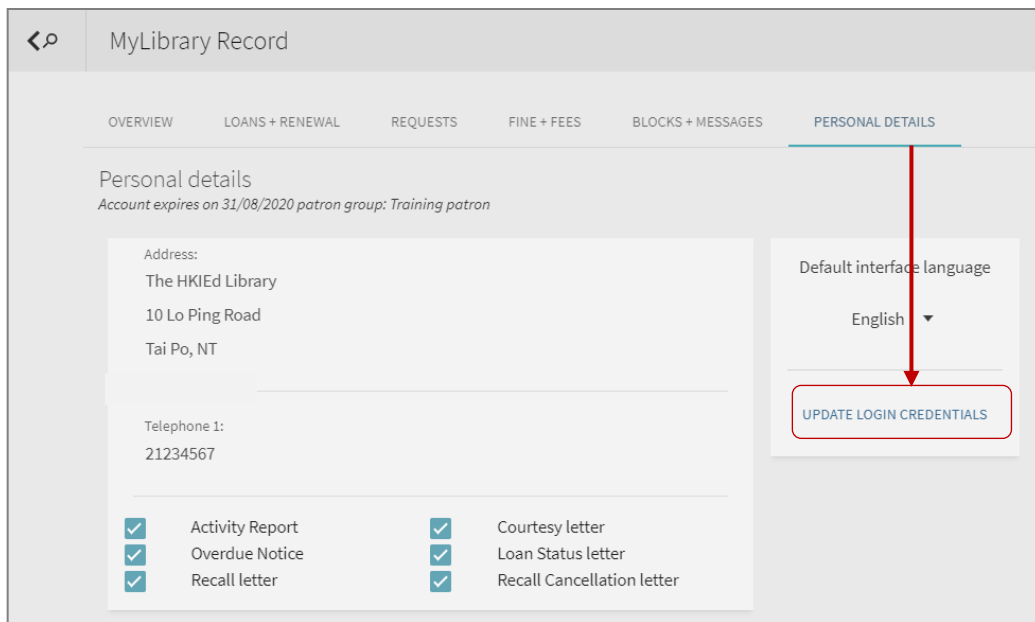 MyLibrary Record
OVERVIEW LOANS + RENEWAL REQUESTS FINE + FEES BLOCKS + MESSAGES PERSONAL DETAILS
Personal details
Account expires on 31/08/2020 patron group: Training patron
Address:
The HKIEd Library
10 Lo Ping Road
Tai Po, NT
Telephone 1:
21234567
Activity Report
Overdue Notice
Recall letter
Courtesy letter
Loan Status letter
Recall Cancellation letter
Default interface language
English
UPDATE LOGIN CREDENTIALS